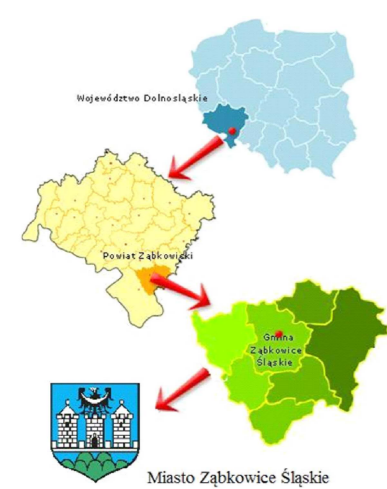 Województwo Dolnośląskie
Powiat Ząbkowicki
Gmina
Ząbkowice
Śląskie
Miasto Ząbkowice Śląskie